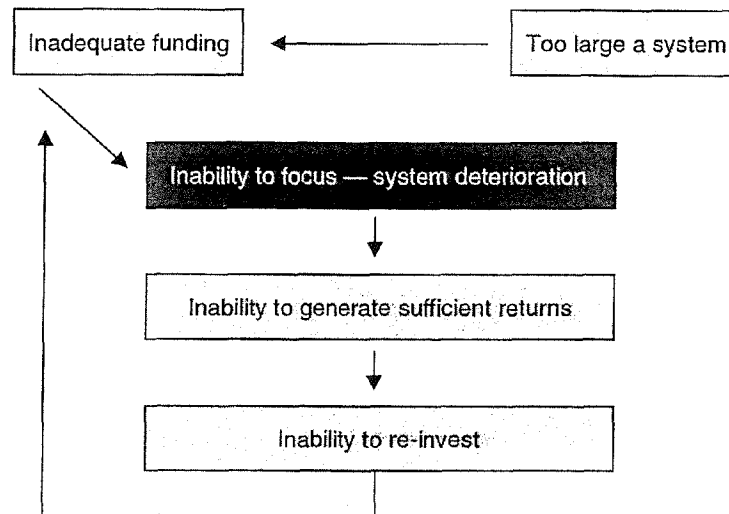 Inadequate funding
Too large a system
Inability to focus — system deterioration
Inability to generate sufficient returns
Inability to re-invest